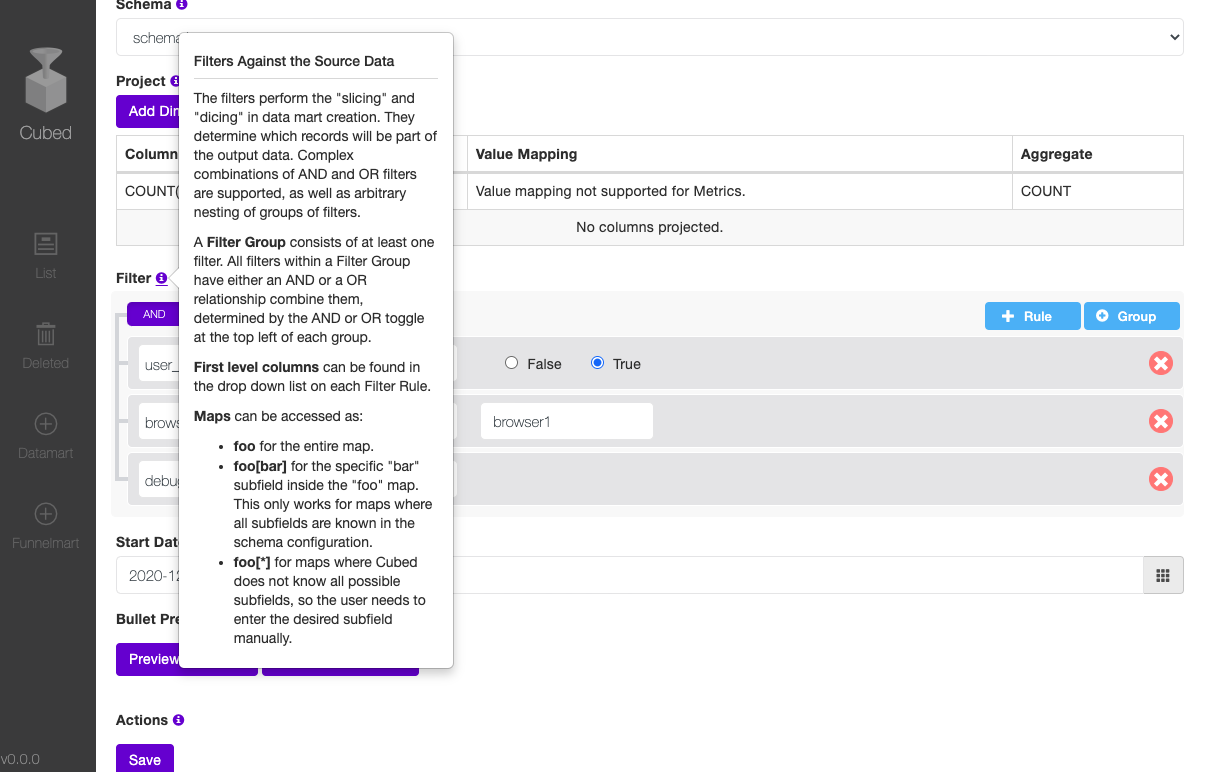 Schema
schema
Filters Against the Source Data
The filters perform the "slicing" and
"dicing" in data mart creation. They
determine which records will be part of
the output data. Complex
combinations of AND and OR filters
are supported, as well as arbitrary
nesting of groups of filters.
A Filter Group consists of at least one
filter. All filters within a Filter Group
have either an AND or a OR
relationship combine them,
determined by the AND or OR toggle
at the top left of each group.
First level columns can be found in
the drop down list on each Filter Rule.
Maps can be accessed as:
• foo for the entire map.
• foo[bar] for the specific "bar"
subfield inside the "foo" map.
This only works for maps where
all subfields are known in the
schema configuration.
• foo[*] for maps where Cubed
does not know all possible
subfields, so the user needs to
enter the desired subfield
manually.
Cubed
List
Deleted
Datamart
Funnelmart
v0.0.0
Project
Add Dim
Column Value Mapping Aggregate
COUNT( Value mapping not supported for Metrics. COUNT
No columns projected.
Filter
AND Rule Group
user_ False True
brows browser1
debug
Start Date
2020-12
Bullet Pre
Preview
Actions
Save